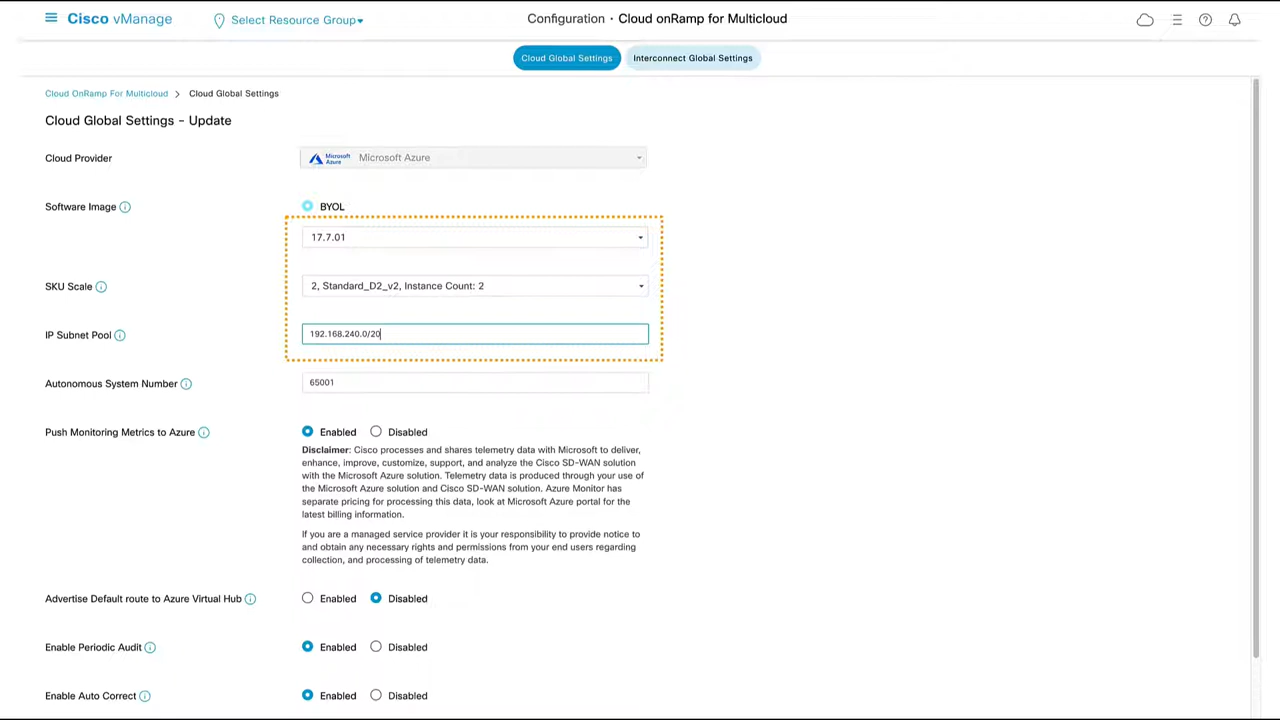 Cisco vManage
Select Resource Group
Configuration · Cloud onRamp for Multicloud
Cloud Global Settings
Interconnect Global Settings
Cloud OnRamp For Multicloud > Cloud Global Settings
Cloud Global Settings - Update
Cloud Provider
Microsoft Azure
Microsoft Azure
Software Image
BYOL
17.7.01
SKU Scale
2, Standard_D2_v2, Instance Count: 2
IP Subnet Pool
192.168.240.0/20
Autonomous System Number
65001
Push Monitoring Metrics to Azure
Enabled
Disabled
Disclaimer: Cisco processes and shares telemetry data with Microsoft to deliver,
enhance, improve, customize, support, and analyze the Cisco SD-WAN solution
with the Microsoft Azure solution. Telemetry data is produced through your use of
the Microsoft Azure solution and Cisco SD-WAN solution. Azure Monitor has
separate pricing for processing this data, look at Microsoft Azure portal for the
latest billing information.
If you are a managed service provider it is your responsibility to provide notice to
and obtain any necessary rights and permissions from your end users regarding
collection, and processing of telemetry data.
Advertise Default route to Azure Virtual Hub
Enabled
Disabled
Enable Periodic Audit
Enabled
Disabled
Enable Auto Correct
Enabled
Disabled